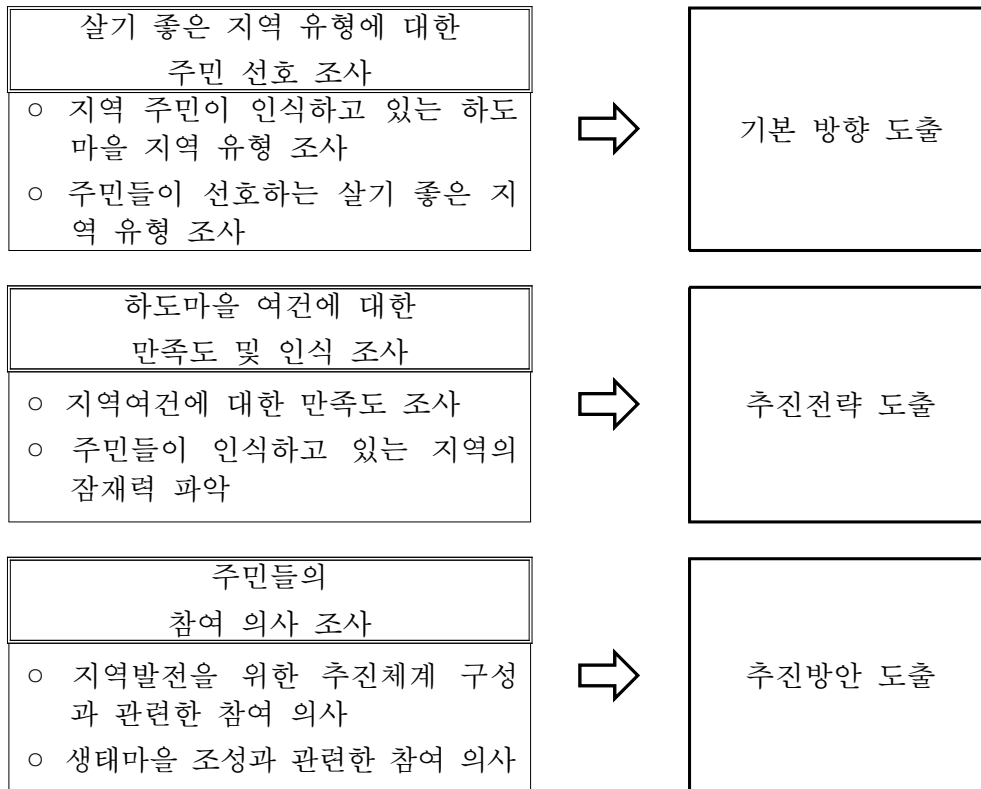 살기 좋은 지역 유형에 대한
주민 선호 조사
○ 지역 주민이 인식하고 있는 하도
마을 지역 유형 조사
○ 주민들이 선호하는 살기 좋은 지
역 유형 조사
기본 방향 도출
하도마을 여건에 대한
만족도 및 인식 조사
○ 지역여건에 대한 만족도 조사
○ 주민들이 인식하고 있는 지역의
잠재력 파악
추진전략 도출
주민들의
참여 의사 조사
○ 지역발전을 위한 추진체계 구성
과 관련한 참여 의사
○ 생태마을 조성과 관련한 참여 의사
추진방안 도출